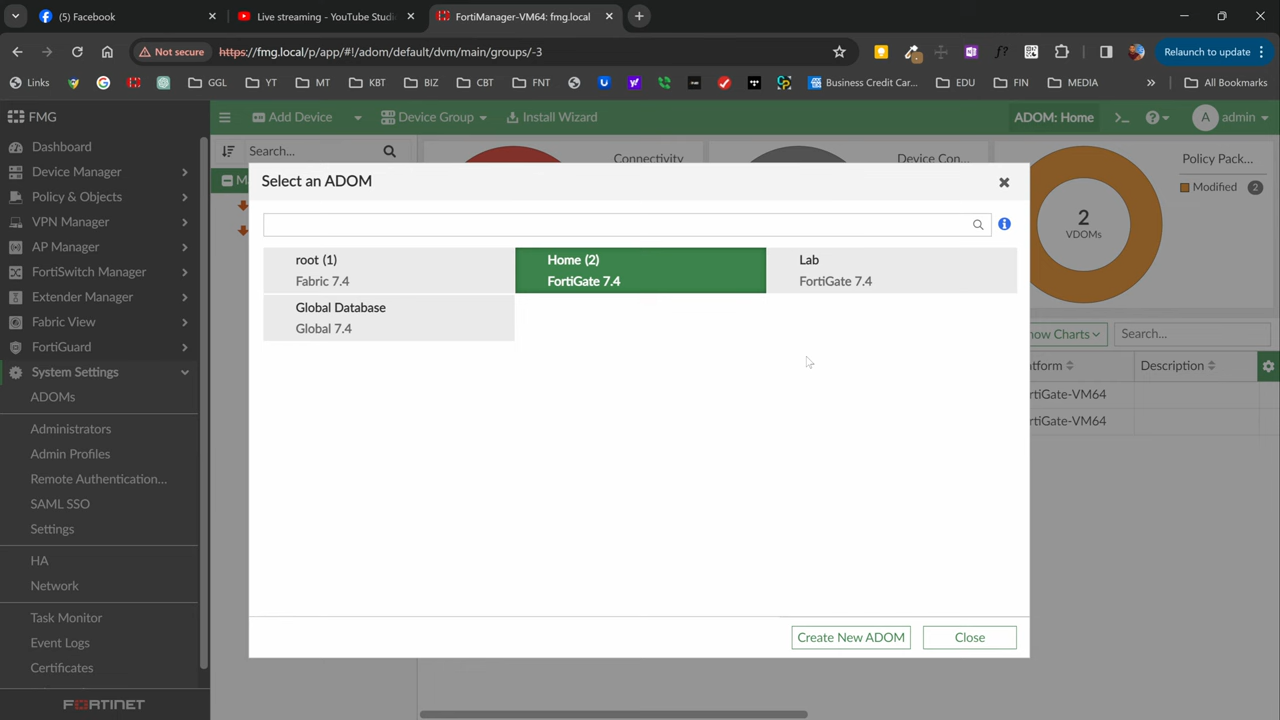 (5) Facebook
Live streaming - YouTube Studi
FortiManager-VM64: fmg.local
Not secure
https://fmg.local/p/app/#!/adom/default/dvm/main/groups/-3
Relaunch to update
Links
GGL
YT
MT
KBT
BIZ
CBT
FNT
Business Credit Car...
EDU
FIN
MEDIA
»
All Bookmarks
FMG
Add Device
Device Group
Install Wizard
ADOM: Home
A admin
Dashboard
Device Manager
Policy & Objects
VPN Manager
AP Manager
FortiSwitch Manager
Extender Manager
Fabric View
FortiGuard
System Settings
ADOMs
Administrators
Admin Profiles
Remote Authentication...
SAML SSO
Settings
HA
Network
Task Monitor
Event Logs
Certificates
FORTINET
Search...
Connectivity
Device Con...
Policy Pack...
Modified 2
2
VDOMs
Select an ADOM
root (1)
Fabric 7.4
Home (2)
FortiGate 7.4
Lab
FortiGate 7.4
Global Database
Global 7.4
how Charts
Search...
tform
Description
rtiGate-VM64
rtiGate-VM64
Create New ADOM
Close